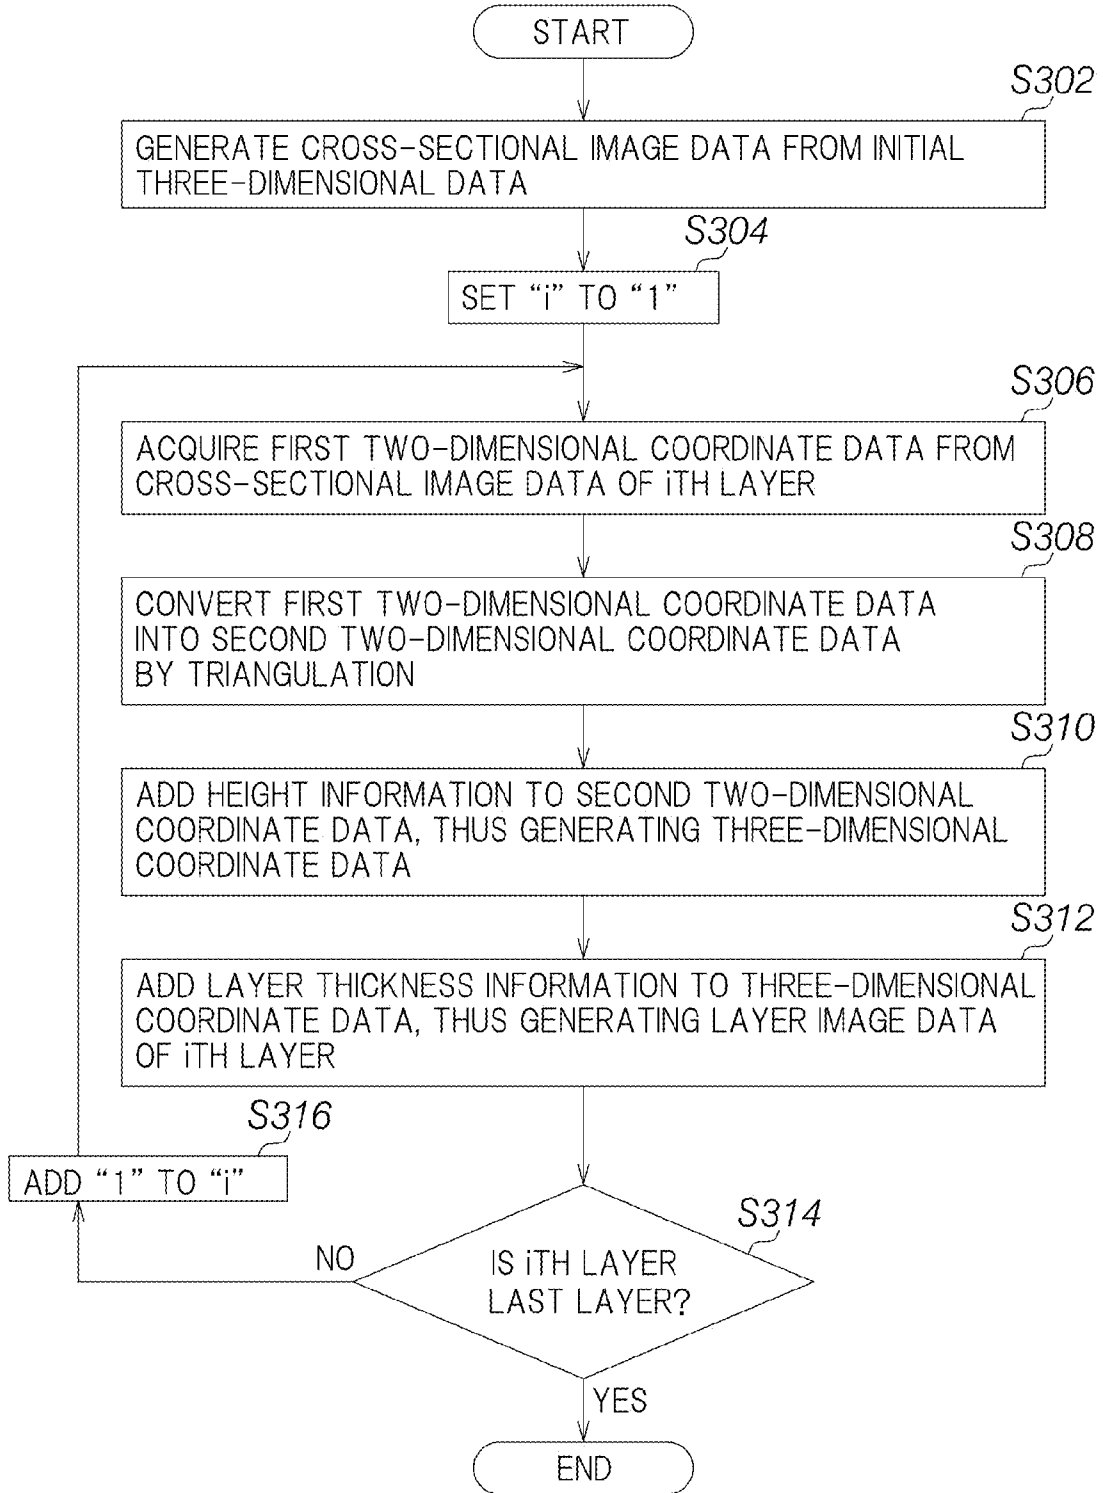 START
S302
GENERATE CROSS-SECTIONAL IMAGE DATA FROM INITIAL
THREE-DIMENSIONAL DATA
S304
SET “i” TO “1”
S306
ACQUIRE FIRST TWO-DIMENSIONAL COORDINATE DATA FROM
CROSS-SECTIONAL IMAGE DATA OF iTH LAYER
S308
CONVERT FIRST TWO-DIMENSIONAL COORDINATE DATA
INTO SECOND TWO-DIMENSIONAL COORDINATE DATA
BY TRIANGULATION
S310
ADD HEIGHT INFORMATION TO SECOND TWO-DIMENSIONAL
COORDINATE DATA, THUS GENERATING THREE-DIMENSIONAL
COORDINATE DATA
S312
ADD LAYER THICKNESS INFORMATION TO THREE-DIMENSIONAL
COORDINATE DATA, THUS GENERATING LAYER IMAGE DATA
OF iTH LAYER
S316
ADD “1” TO “i”
S314
NO
IS iTH LAYER
LAST LAYER?
YES
END